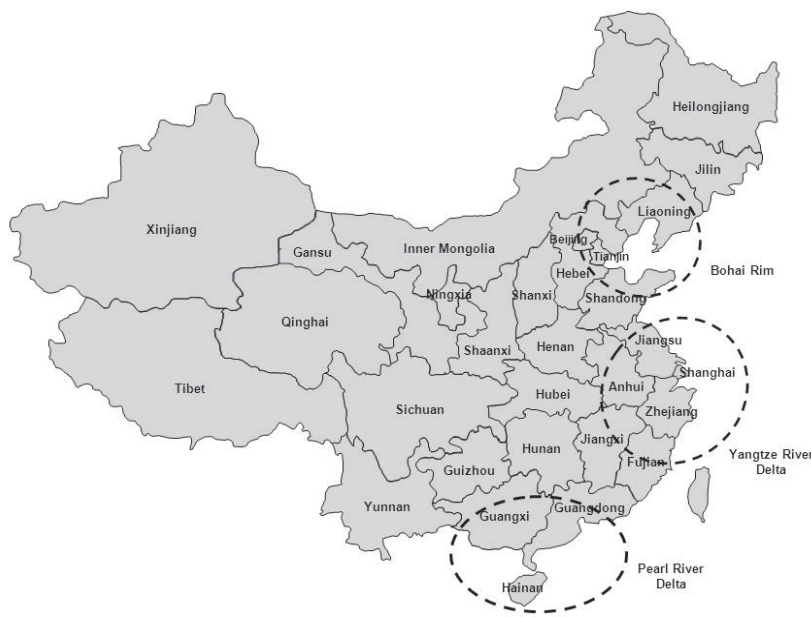 Heilongjiang
Jilin
Liaoning
Xinjiang
Inner Mongolia
Gansu
Beijing
Tianjin
Hebei
Bohai Rim
Ningxia
Shanxi
Shandong
Qinghai
Shaanxi
Henan
Jiangsu
Shanghai
Tibet
Sichuan
Hubei
Anhui
Zhejiang
Hunan
Jiangxi
Yangtze River
Delta
Guizhou
Fujian
Yunnan
Guangxi
Guangdong
Pearl River
Delta
Hainan